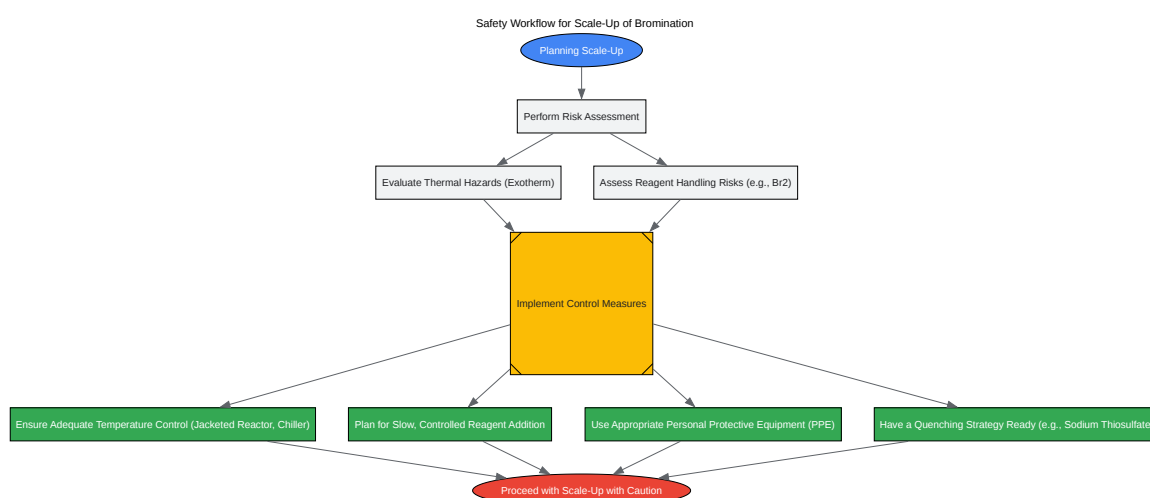 Safety Workflow for Scale-Up of Bromination
Planning Scale-Up
Perform Risk Assessment
Evaluate Thermal Hazards (Exotherm)
Assess Reagent Handling Risks (e.g., Br2)
Implement Control Measures
Ensure Adequate Temperature Control (Jacketed Reactor, Chiller)
Plan for Slow, Controlled Reagent Addition
Use Appropriate Personal Protective Equipment (PPE)
Have a Quenching Strategy Ready (e.g., Sodium Thiosulfate
Proceed with Scale-Up with Caution